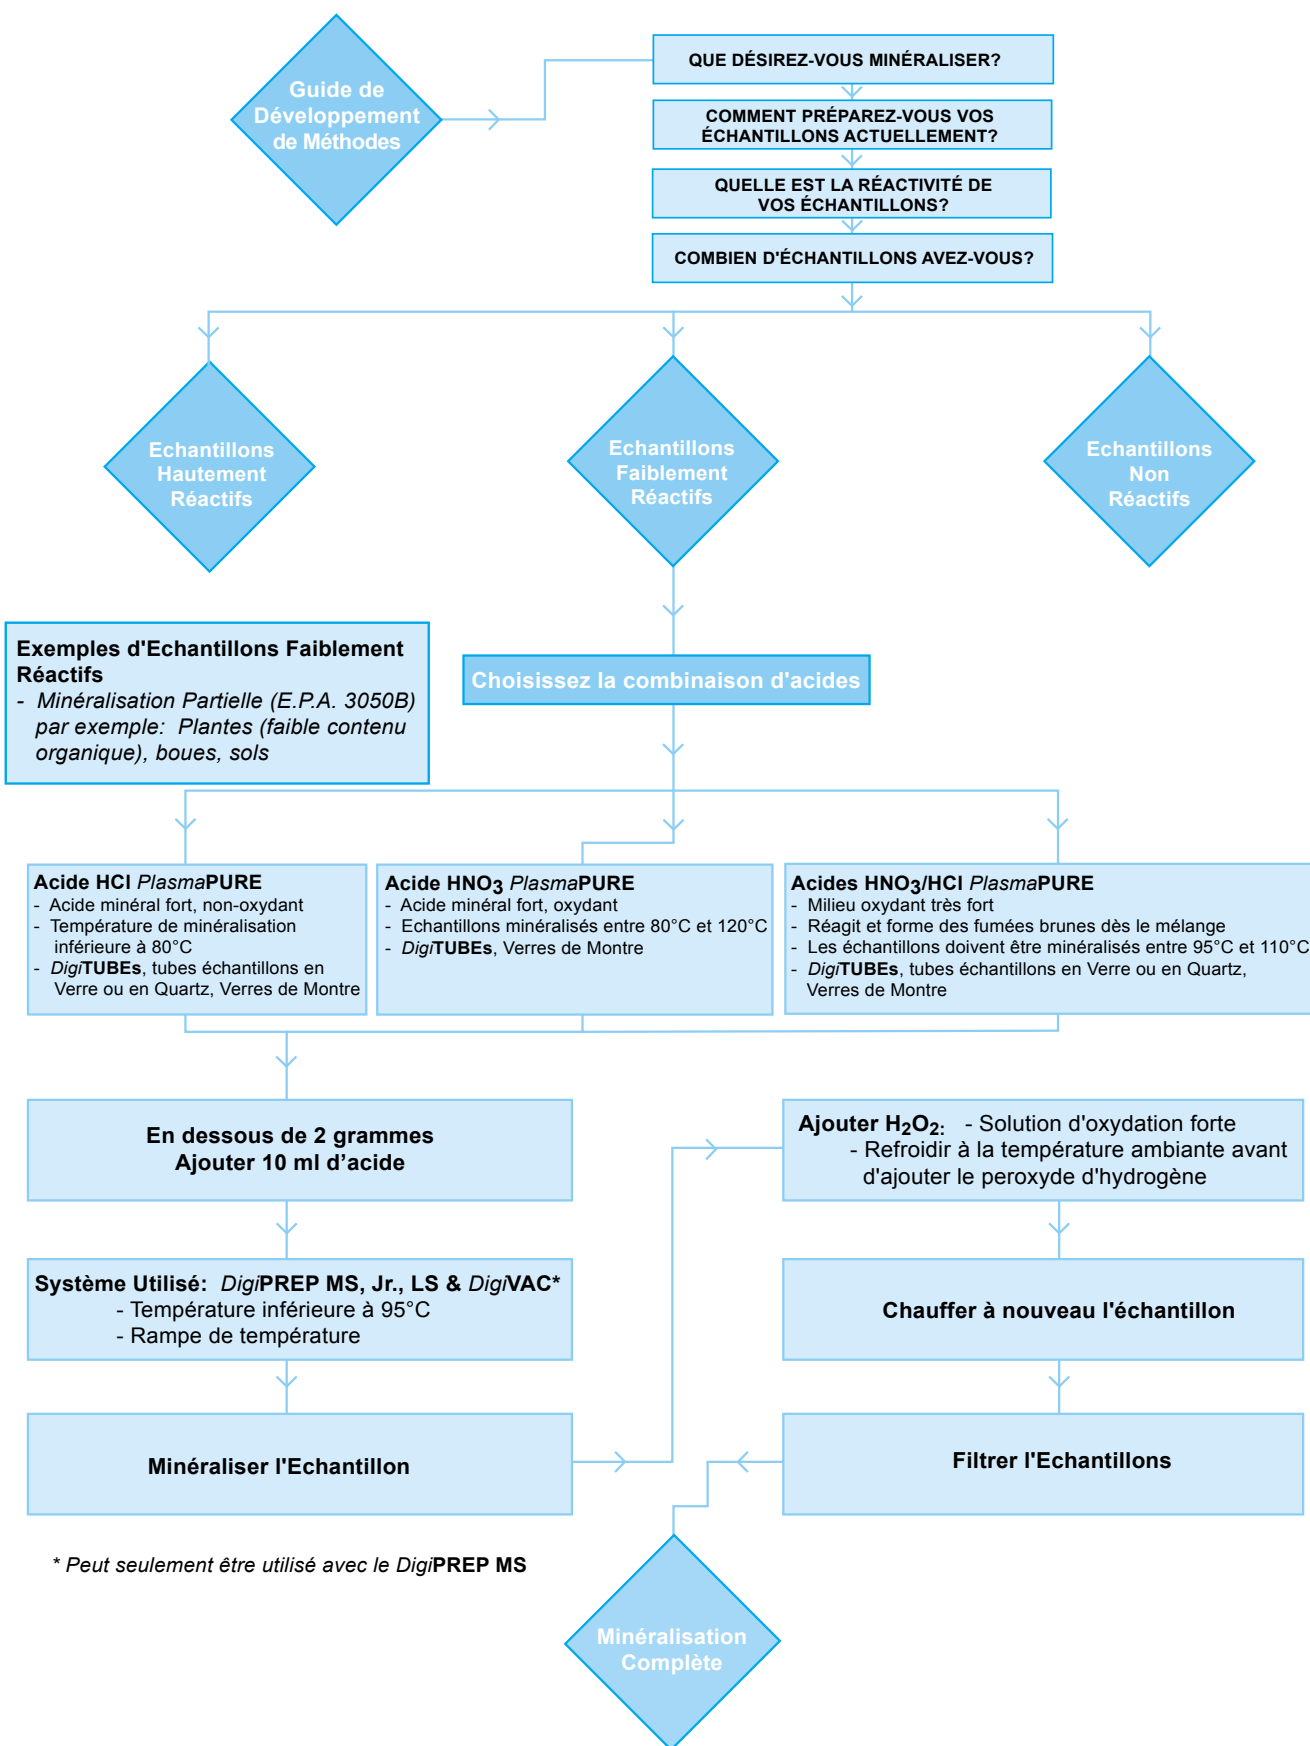 Guide de
Développement
de Méthodes
QUE DÉSIREZ-VOUS MINÉRALISER?
COMMENT PRÉPAREZ-VOUS VOS
ÉCHANTILLONS ACTUELLEMENT?
QUELLE EST LA RÉACTIVITÉ DE
VOS ÉCHANTILLONS?
COMBIEN D'ÉCHANTILLONS AVEZ-VOUS?
Echantillons
Hautement
Réactifs
Echantillons
Faiblement
Réactifs
Echantillons
Non
Réactifs
Exemples d'Echantillons Faiblement
Réactifs
- Minéralisation Partielle (E.P.A. 3050B)
par exemple: Plantes (faible contenu
organique), boues, sols
Choisissez la combinaison d'acides
Acide HCl PlasmaPURE
- Acide minéral fort, non-oxydant
- Température de minéralisation
inférieure à 80°C
- DigiTUBEs, tubes échantillons en
Verre ou en Quartz, Verres de Montre
Acide HNO3 PlasmaPURE
- Acide minéral fort, oxydant
- Echantillons minéralisés entre 80°C et 120°C
- DigiTUBEs, Verres de Montre
Acides HNO3/HCl PlasmaPURE
- Milieu oxydant très fort
- Réagit et forme des fumées brunes dès le mélange
- Les échantillons doivent être minéralisés entre 95°C et 110°C
- DigiTUBEs, tubes échantillons en Verre ou en Quartz,
Verres de Montre
En dessous de 2 grammes
Ajouter 10 ml d’acide
Système Utilisé: DigiPREP MS, Jr., LS & DigiVAC*
- Température inférieure à 95°C
- Rampe de température
Minéraliser l'Echantillon
Ajouter H2O2: - Solution d'oxydation forte
- Refroidir à la température ambiante avant
d'ajouter le peroxyde d'hydrogène
Chauffer à nouveau l'échantillon
Filtrer l'Echantillons
* Peut seulement être utilisé avec le DigiPREP MS
Minéralisation
Complète